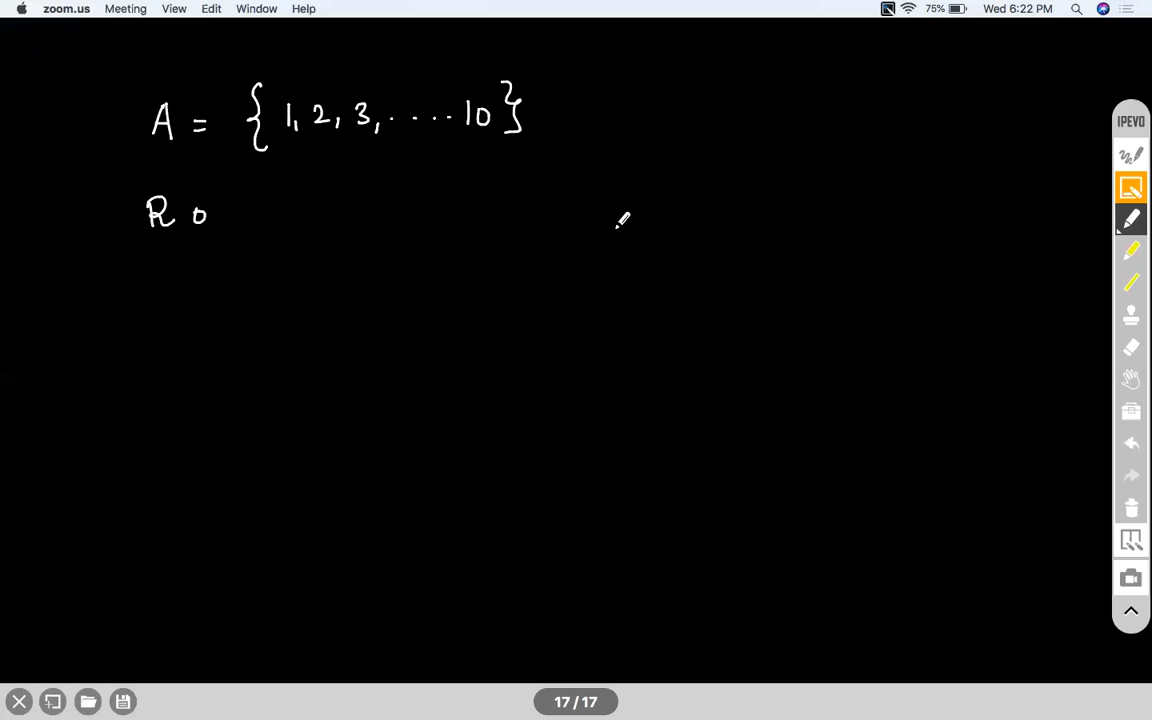 zoom.us Meeting View Edit Window Help 75% Wed 6:22 PM
A = { 1, 2, 3, ..... 10 }
R o
IPEVO
17 / 17